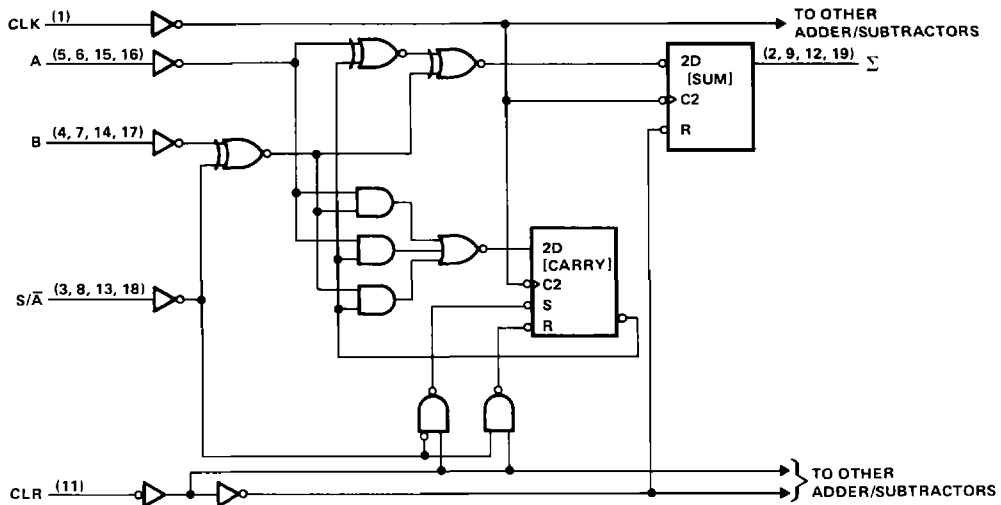 CLK (1)
TO OTHER
ADDER/SUBTRACTORS
A (5, 6, 15, 16)
2D
[SUM]
C2
R
(2, 9, 12, 19) Σ
B (4, 7, 14, 17)
2D
[CARRY]
C2
S
R
S/A̅ (3, 8, 13, 18)
CLR (11)
TO OTHER
ADDER/SUBTRACTORS